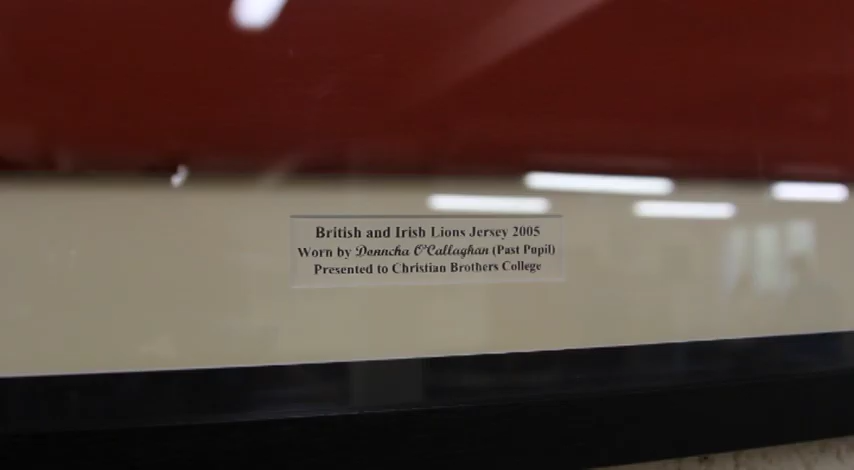 British and Irish Lions Jersey 2005
Worn by Donncha O'Callaghan (Past Pupil)
Presented to Christian Brothers College